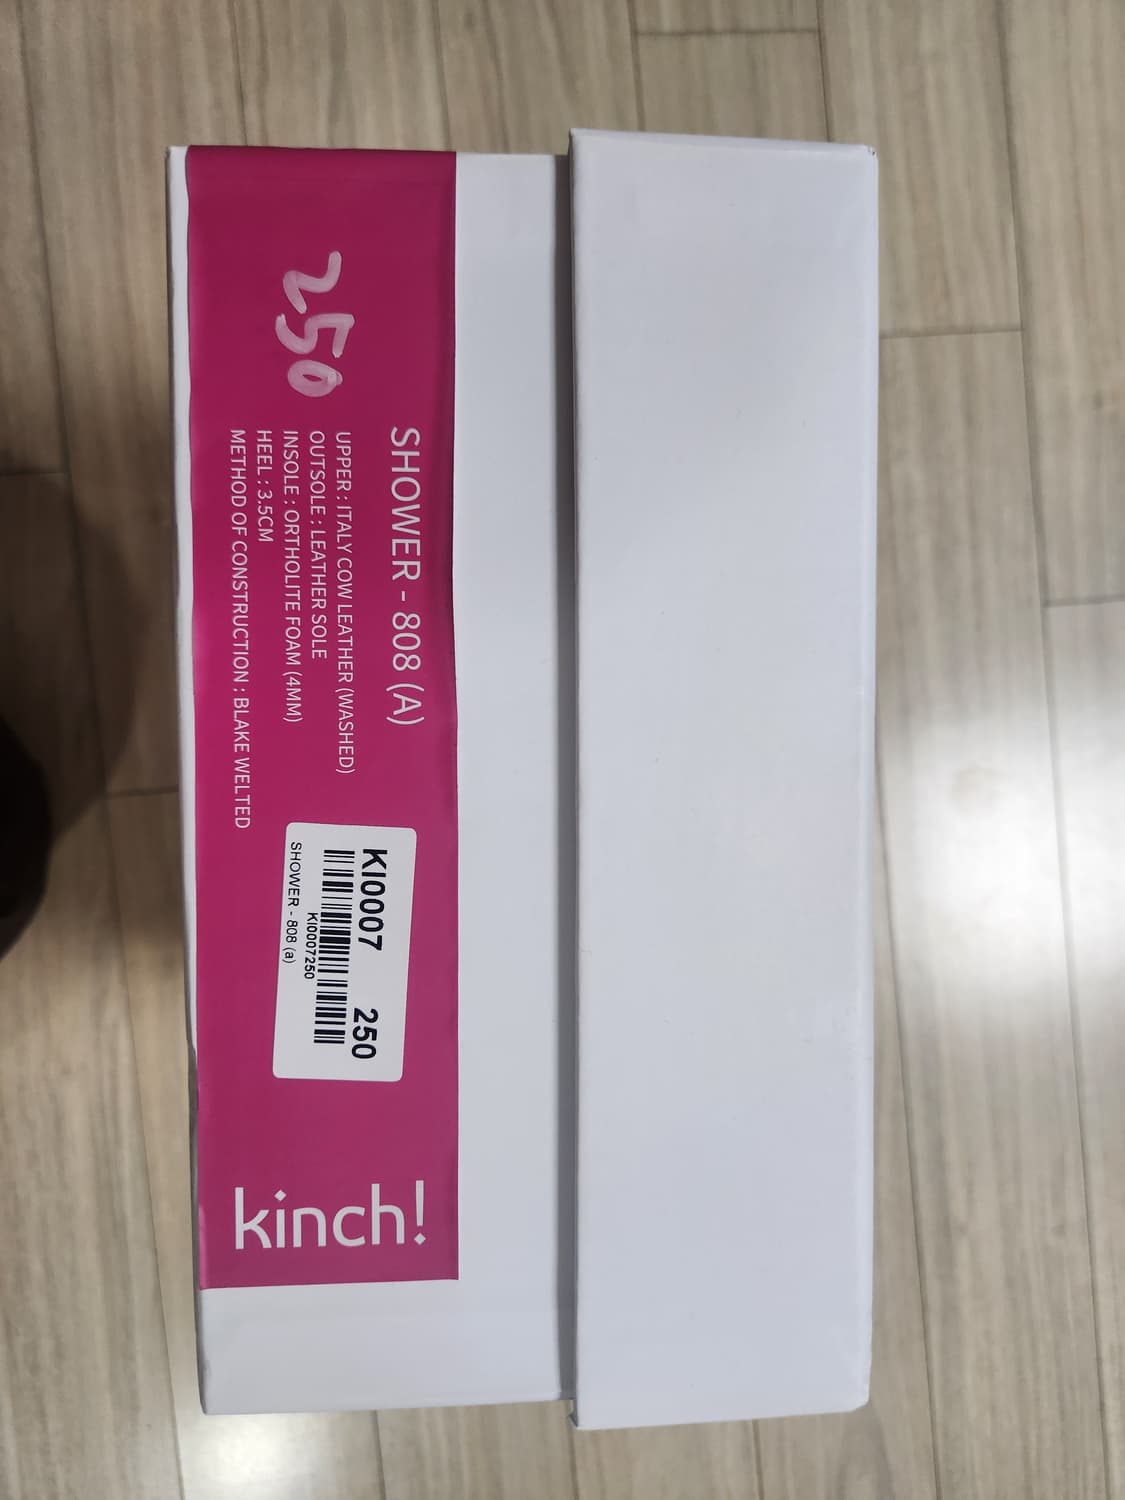 250
SHOWER - 808 (A)
UPPER : ITALY COW LEATHER (WASHED)
OUTSOLE : LEATHER SOLE
INSOLE : ORTHOLITE FOAM (4MM)
HEEL : 3.5CM
METHOD OF CONSTRUCTION : BLAKE WELTED
KI0007 250
KI0007250
SHOWER - 808 (a)
kinch!